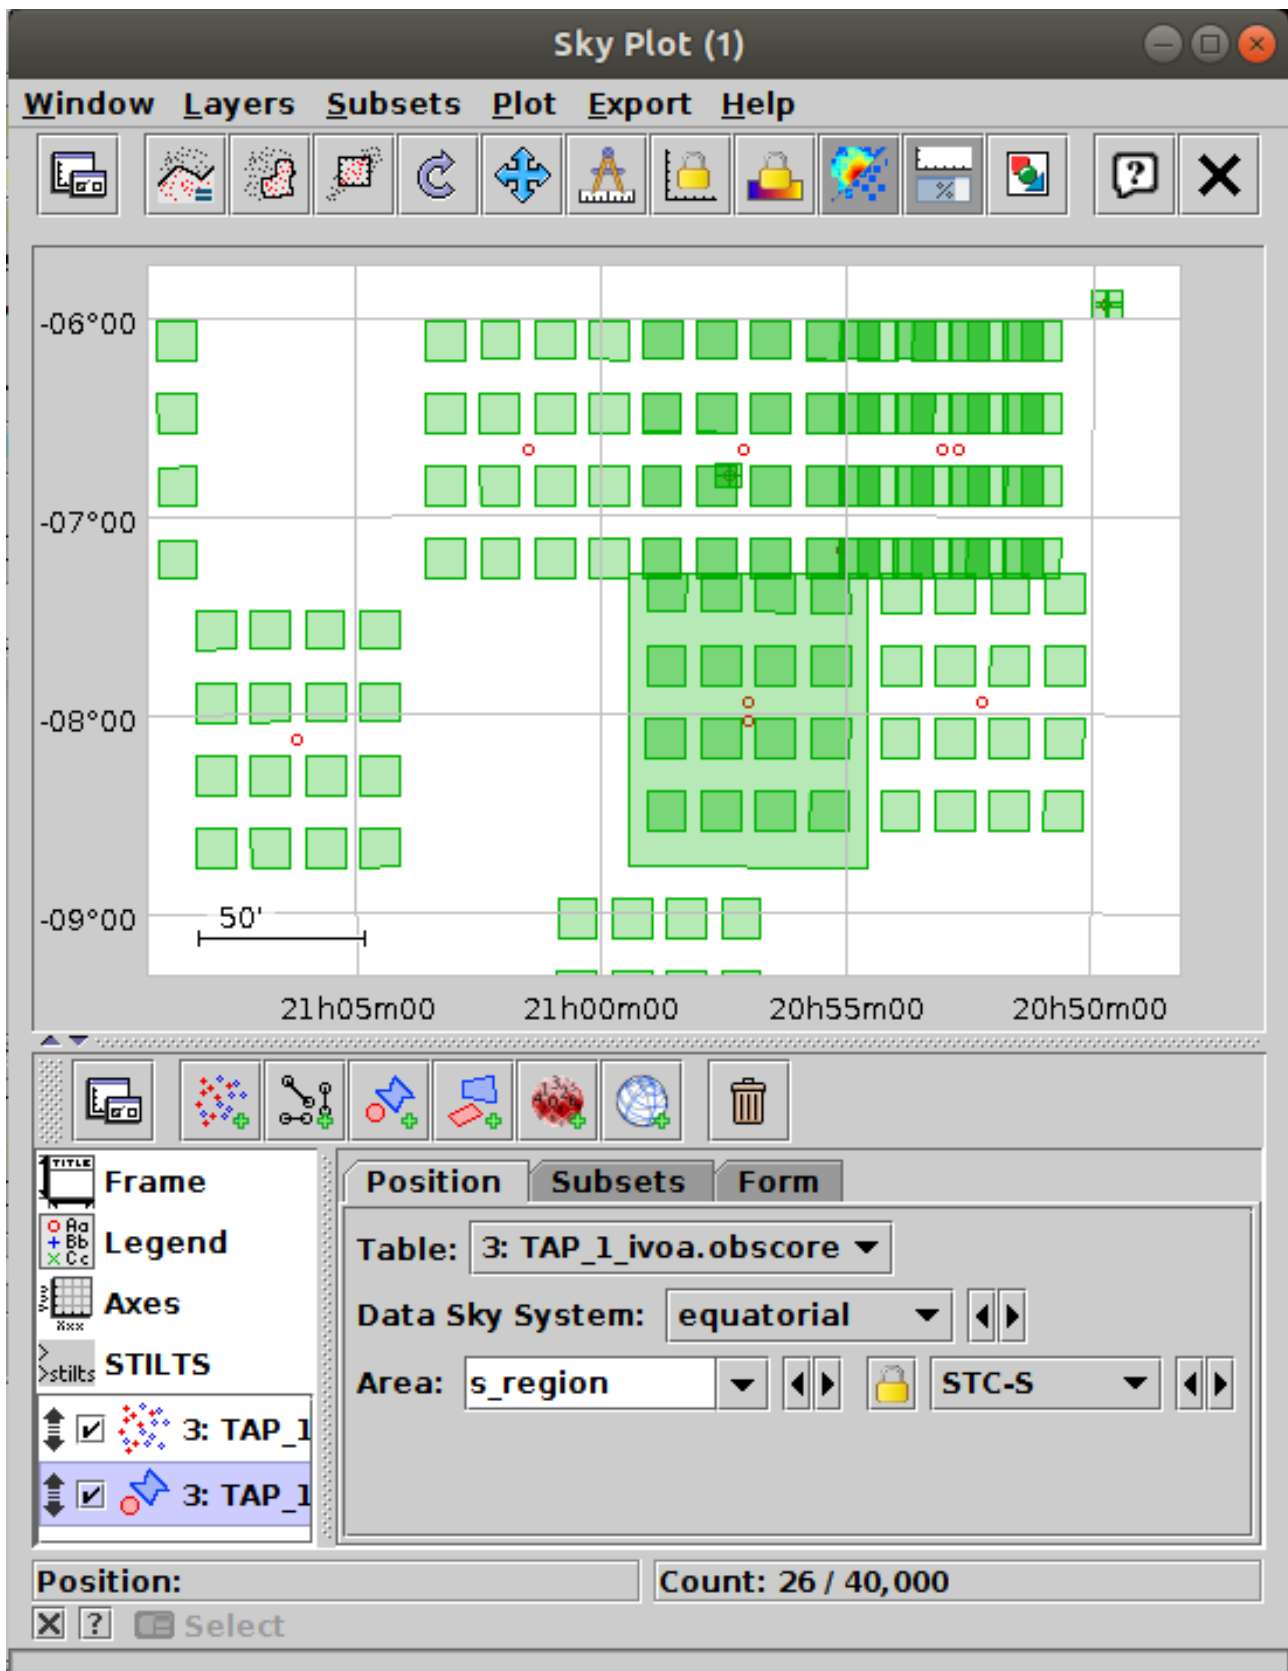 Sky Plot (1)
Window Layers Subsets Plot Export Help
-06°00
-07°00
-08°00
-09°00
50'
21h05m00 21h00m00 20h55m00 20h50m00
Frame
Legend
Axes
>stilts STILTS
3: TAP_1
3: TAP_1
Position Subsets Form
Table: 3: TAP_1_ivoa.obscore
Data Sky System: equatorial
Area: s_region STC-S
Position: Count: 26 / 40,000
Select